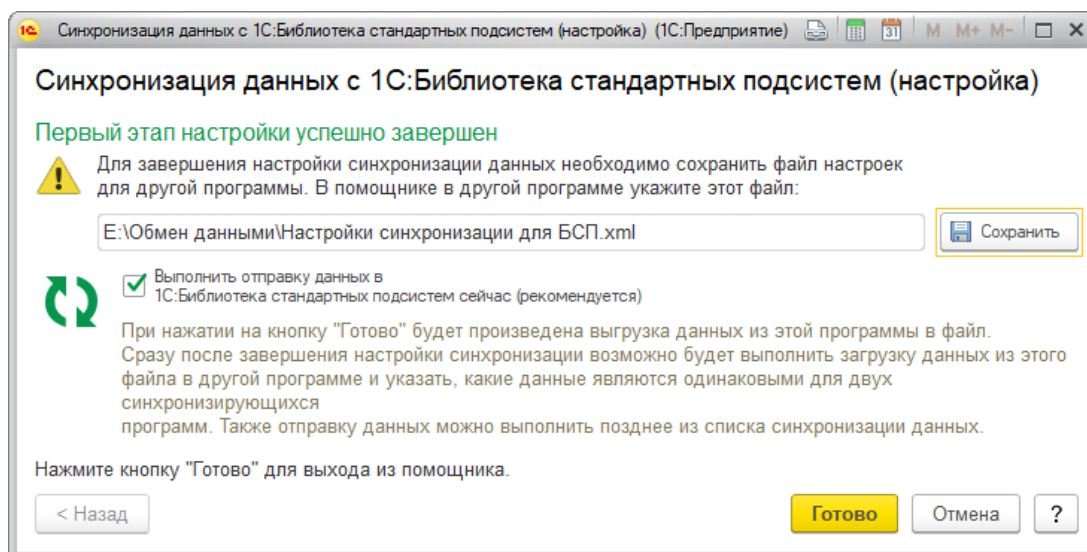 1С Синхронизация данных с 1С:Библиотека стандартных подсистем (настройка) (1С:Предприятие) 31 M M+ M-
Синхронизация данных с 1С:Библиотека стандартных подсистем (настройка)
Первый этап настройки успешно завершен
Для завершения настройки синхронизации данных необходимо сохранить файл настроек
для другой программы. В помощнике в другой программе укажите этот файл:
E:\Обмен данными\Настройки синхронизации для БСП.xml Сохранить
Выполнить отправку данных в
1С:Библиотека стандартных подсистем сейчас (рекомендуется)
При нажатии на кнопку "Готово" будет произведена выгрузка данных из этой программы в файл.
Сразу после завершения настройки синхронизации возможно будет выполнить загрузку данных из этого
файла в другой программе и указать, какие данные являются одинаковыми для двух
синхронизирующихся
программ. Также отправку данных можно выполнить позднее из списка синхронизации данных.
Нажмите кнопку "Готово" для выхода из помощника.
< Назад Готово Отмена ?